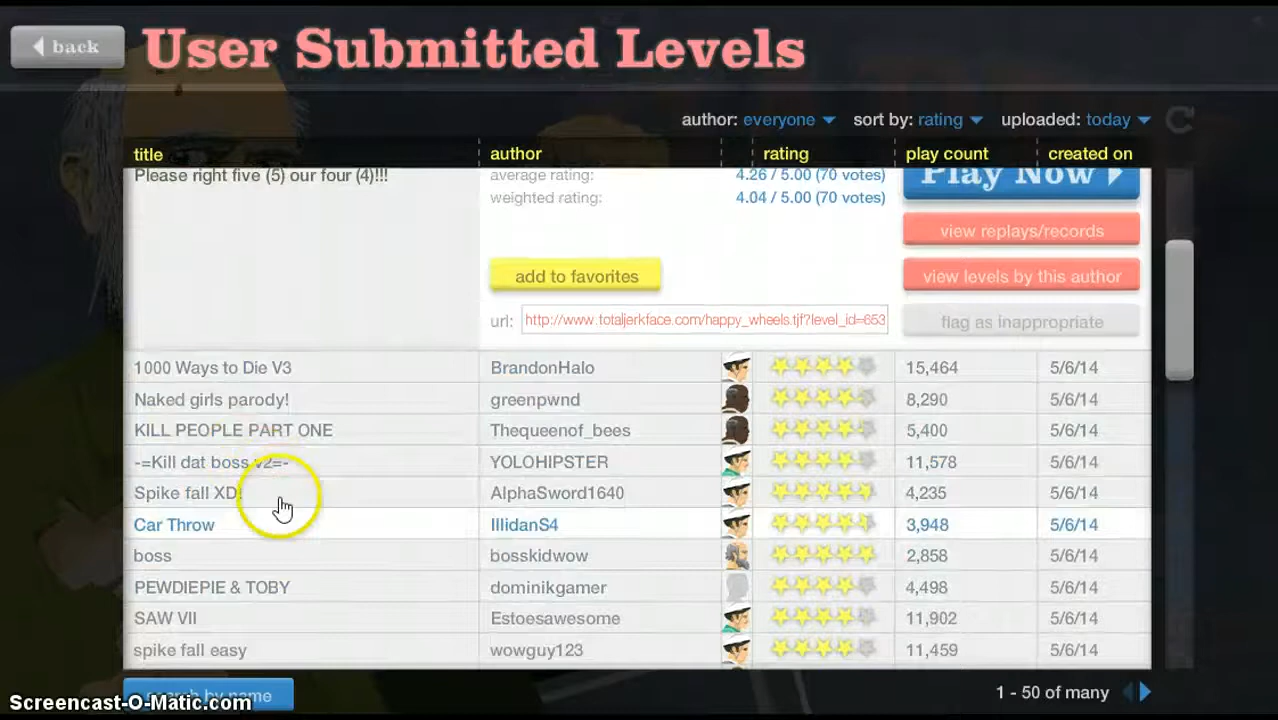 back
User Submitted Levels
author: everyone sort by: rating uploaded: today
title author rating play count created on
Please right five (5) our four (4)!!!
average rating: 4.26 / 5.00 (70 votes)
Play Now
weighted rating: 4.04 / 5.00 (70 votes)
view replays/records
add to favorites
view levels by this author
url: http://www.totaljerkface.com/happy_wheels.tjf?level_id=653
flag as inappropriate
1000 Ways to Die V3 BrandonHalo 15,464 5/6/14
Naked girls parody! greenpwnd 8,290 5/6/14
KILL PEOPLE PART ONE Thequeenof_bees 5,400 5/6/14
-=Kill dat boss v2=- YOLOHIPSTER 11,578 5/6/14
Spike fall XD! AlphaSword1640 4,235 5/6/14
Car Throw IllidanS4 3,948 5/6/14
boss bosskidwow 2,858 5/6/14
PEWDIEPIE & TOBY dominikgamer 4,498 5/6/14
SAW VII Estoesawesome 11,902 5/6/14
spike fall easy wowguy123 11,459 5/6/14
search by name
1 - 50 of many
Screencast-O-Matic.com